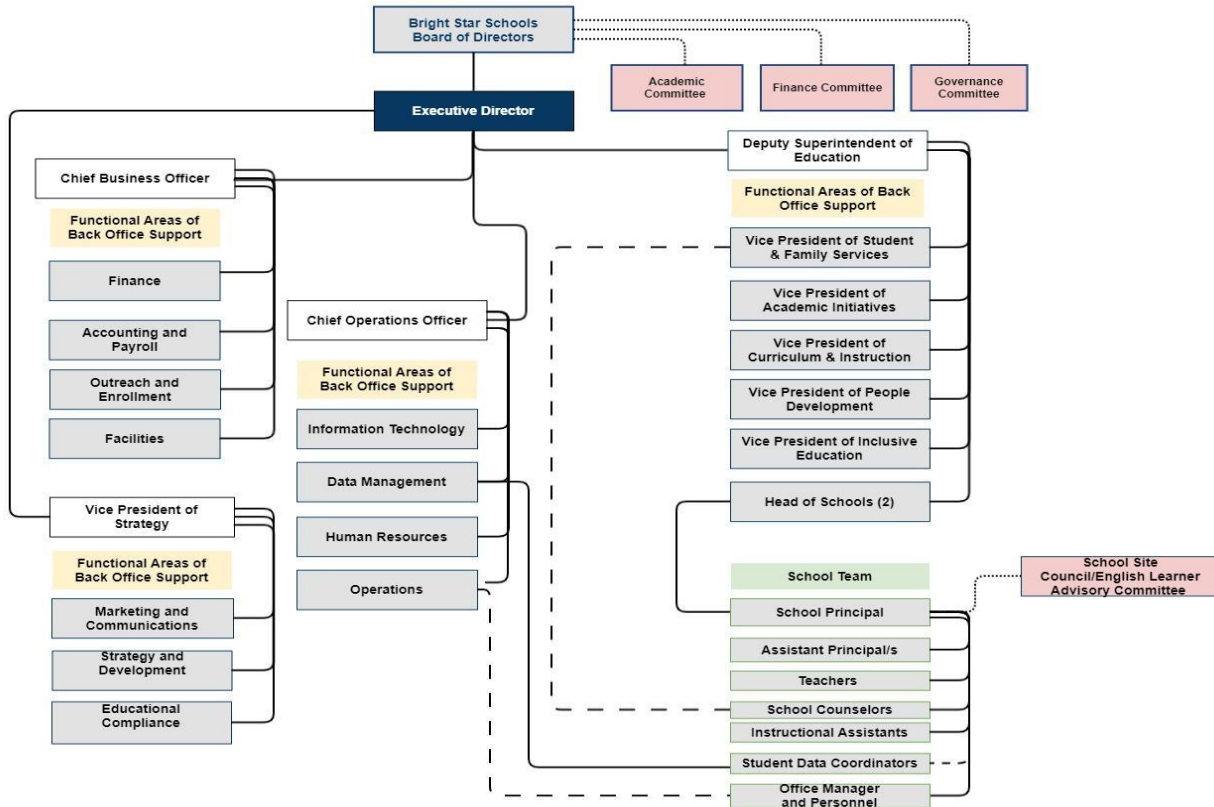 Bright Star Schools
Board of Directors
Academic
Committee
Finance Committee
Governance
Committee
Executive Director
Chief Business Officer
Functional Areas of
Back Office Support
Finance
Accounting and
Payroll
Outreach and
Enrollment
Facilities
Vice President of
Strategy
Functional Areas of
Back Office Support
Marketing and
Communications
Strategy and
Development
Educational
Compliance
Chief Operations Officer
Functional Areas of
Back Office Support
Information Technology
Data Management
Human Resources
Operations
Deputy Superintendent of
Education
Functional Areas of Back
Office Support
Vice President of Student
& Family Services
Vice President of
Academic Initiatives
Vice President of
Curriculum & Instruction
Vice President of People
Development
Vice President of Inclusive
Education
Head of Schools (2)
School Team
School Principal
Assistant Principal/s
Teachers
School Counselors
Instructional Assistants
Student Data Coordinators
Office Manager
and Personnel
School Site
Council/English Learner
Advisory Committee